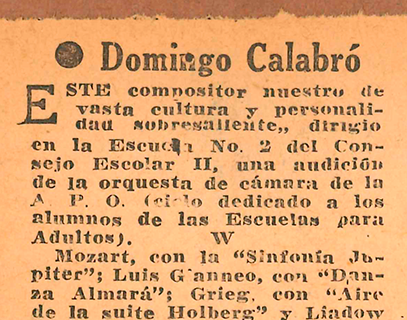 ● Domingo Calabró
ESTE compositor nuestro de
vasta cultura y personali-
dad sobresaliente,, dirigio
en la Escuela No. 2 del Con-
sejo Escolar II, una audición
de la orquesta de cámara de la
A P. O. (ciclo dedicado a los
alumnos de las Escuelas para
Adultos). W
Mozart, con la "Sinfonía Ju-
piter"; Luis G'anneo, con "Dan-
za Almará"; Grieg, con "Aire
de la suite Holberg" y Liadow